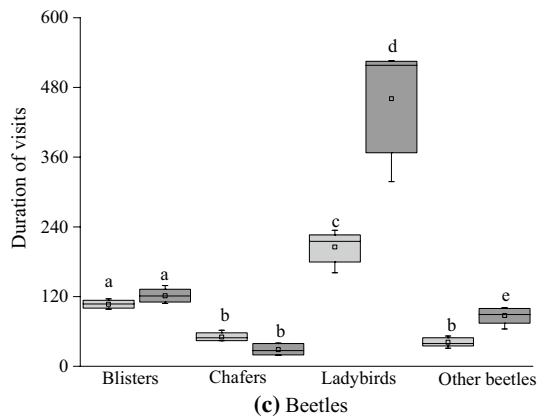 600
480
360
240
120
0
Duration of visits
a a b b c d b e
Blisters Chafers Ladybirds Other beetles
(c) Beetles